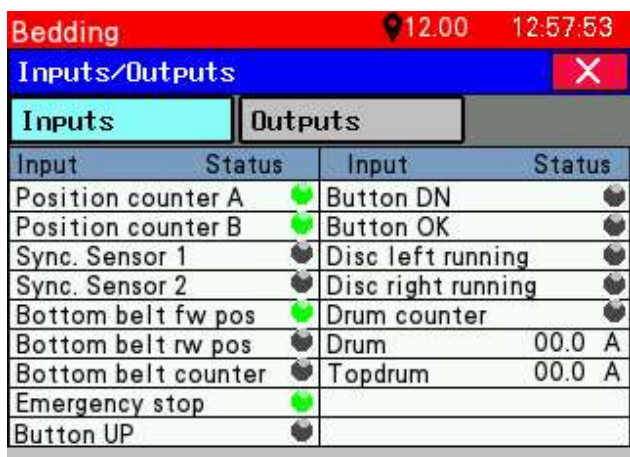 Bedding 12.00 12:57:53
Inputs/Outputs X
Inputs Outputs
Input Status Input Status
Position counter A Button DN
Position counter B Button OK
Sync. Sensor 1 Disc left running
Sync. Sensor 2 Disc right running
Bottom belt fw pos Drum counter
Bottom belt rw pos Drum 00.0 A
Bottom belt counter Topdrum 00.0 A
Emergency stop
Button UP